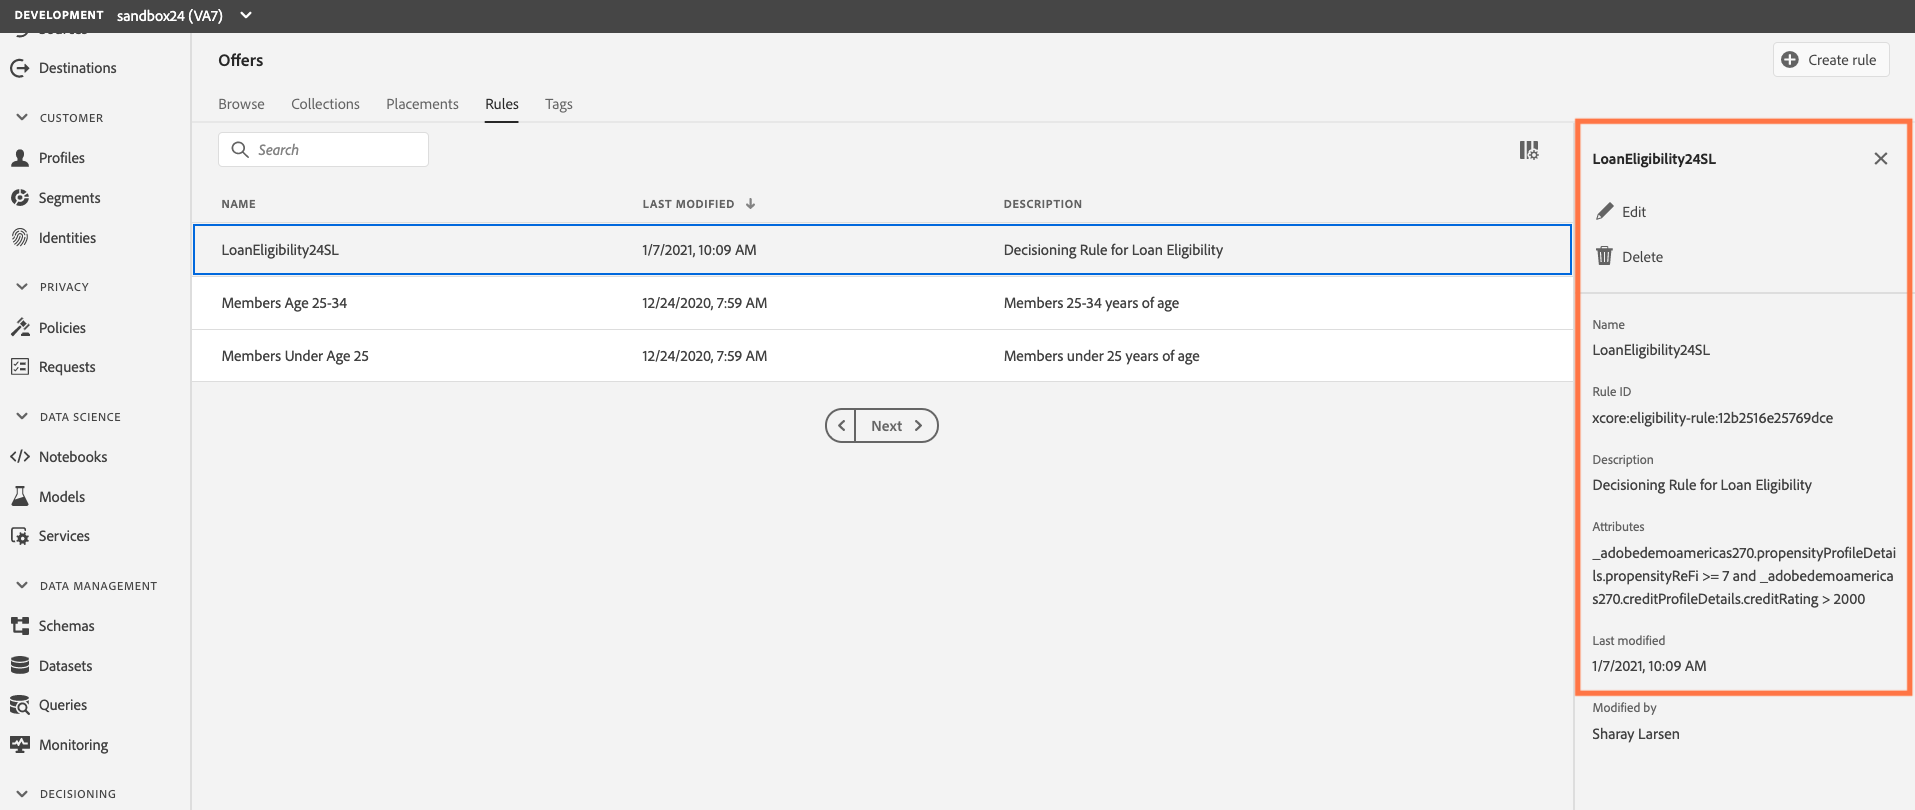 DEVELOPMENT sandbox24 (VA7)
Sources
Destinations
CUSTOMER
Profiles
Segments
Identities
PRIVACY
Policies
Requests
DATA SCIENCE
Notebooks
Models
Services
DATA MANAGEMENT
Schemas
Datasets
Queries
Monitoring
DECISIONING
Offers
Create rule
Browse Collections Placements Rules Tags
Search
NAME LAST MODIFIED DESCRIPTION
LoanEligibility24SL 1/7/2021, 10:09 AM Decisioning Rule for Loan Eligibility
Members Age 25-34 12/24/2020, 7:59 AM Members 25-34 years of age
Members Under Age 25 12/24/2020, 7:59 AM Members under 25 years of age
Next
LoanEligibility24SL
Edit
Delete
Name
LoanEligibility24SL
Rule ID
xcore:eligibility-rule:12b2516e25769dce
Description
Decisioning Rule for Loan Eligibility
Attributes
_adobedemoamericas270.propensityProfileDetai
ls.propensityReFi >= 7 and _adobedemoamerica
s270.creditProfileDetails.creditRating > 2000
Last modified
1/7/2021, 10:09 AM
Modified by
Sharay Larsen